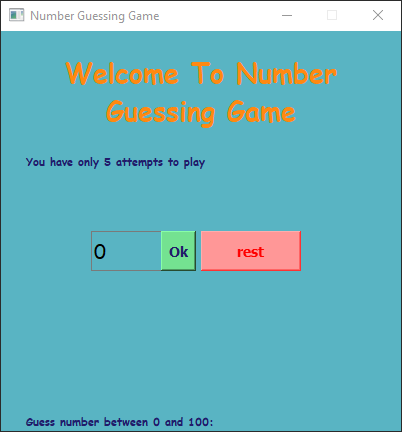 Number Guessing Game
Welcome To Number
Guessing Game
You have only 5 attempts to play
0 Ok rest
Guess number between 0 and 100: